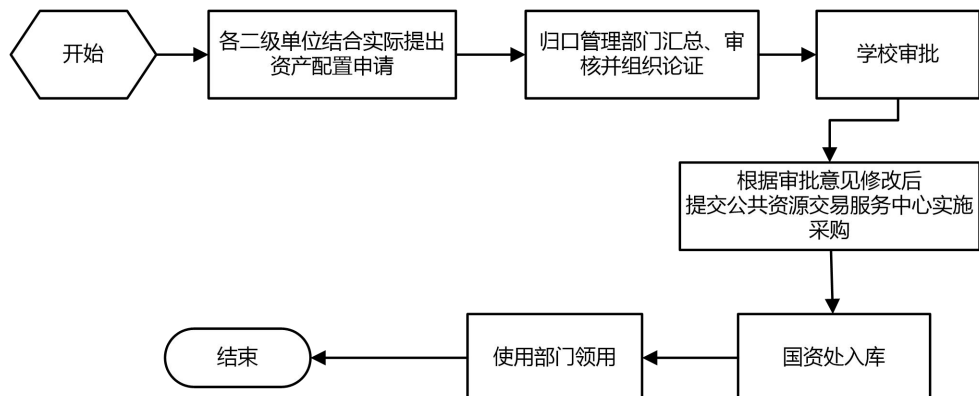 开始
各二级单位结合实际提出
资产配置申请
归口管理部门汇总、审
核并组织论证
学校审批
根据审批意见修改后
提交公共资源交易服务中心实施
采购
国资处入库
使用部门领用
结束